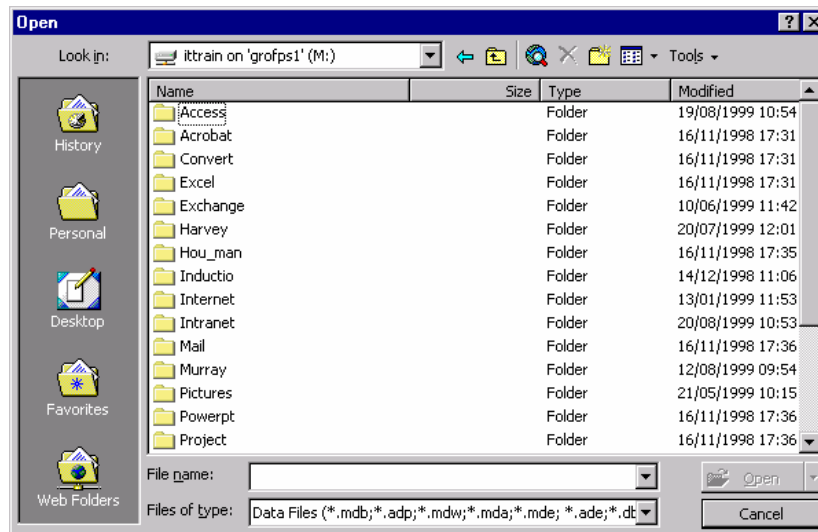 Open
Look in: ittrain on 'grofps1' (M:) Tools
Name Size Type Modified
Access Folder 19/08/1999 10:54
Acrobat Folder 16/11/1998 17:31
Convert Folder 16/11/1998 17:31
Excel Folder 16/11/1998 17:31
Exchange Folder 10/06/1999 11:42
Harvey Folder 20/07/1999 12:01
Hou_man Folder 16/11/1998 17:35
Inductio Folder 14/12/1998 11:06
Internet Folder 13/01/1999 11:53
Intranet Folder 20/08/1999 10:53
Mail Folder 16/11/1998 17:36
Murray Folder 12/08/1999 09:54
Pictures Folder 21/05/1999 10:15
Powerpt Folder 16/11/1998 17:36
Project Folder 16/11/1998 17:36
History
Personal
Desktop
Favorites
Web Folders
File name: Open
Files of type: Data Files (*.mdb;*.adp;*.mdw;*.mda;*.mde; *.ade;*.dt Cancel